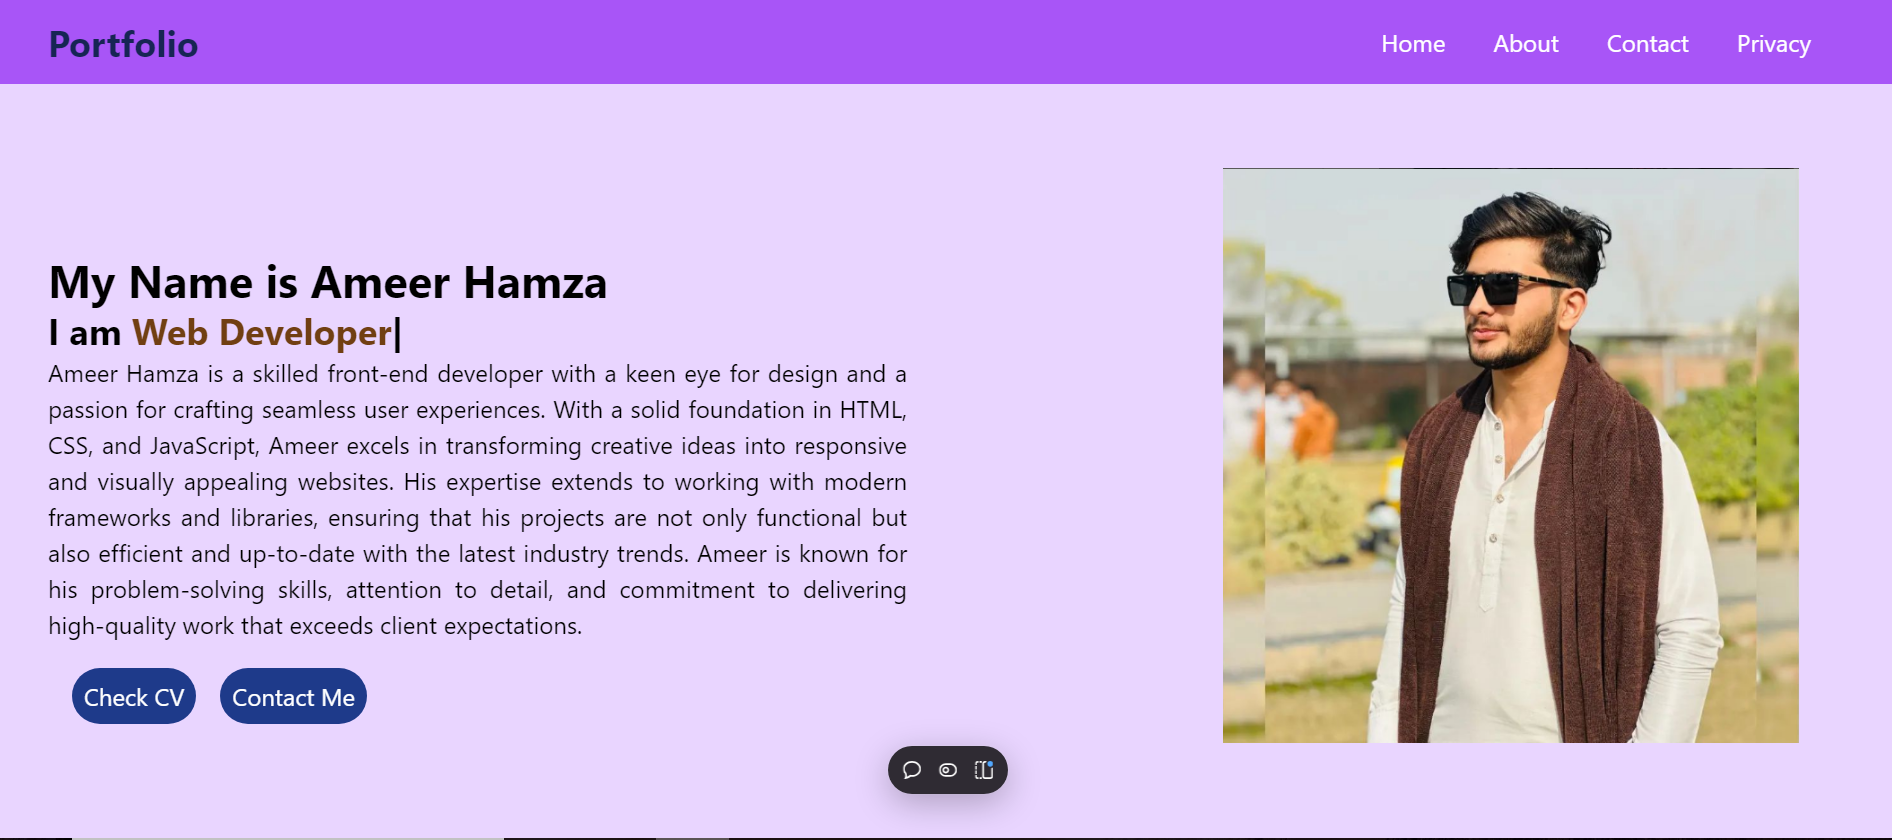 Portfolio
Home About Contact Privacy
My Name is Ameer Hamza
I am Web Developer|
Ameer Hamza is a skilled front-end developer with a keen eye for design and a
passion for crafting seamless user experiences. With a solid foundation in HTML,
CSS, and JavaScript, Ameer excels in transforming creative ideas into responsive
and visually appealing websites. His expertise extends to working with modern
frameworks and libraries, ensuring that his projects are not only functional but
also efficient and up-to-date with the latest industry trends. Ameer is known for
his problem-solving skills, attention to detail, and commitment to delivering
high-quality work that exceeds client expectations.
Check CV
Contact Me